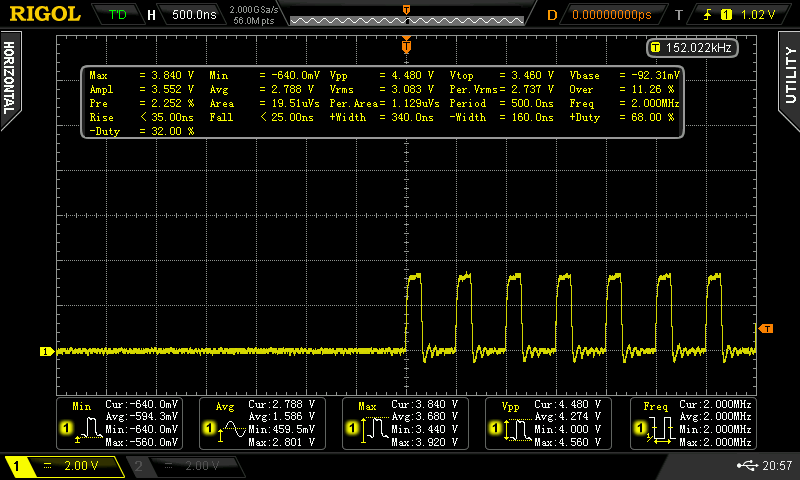 RIGOL T'D H 500.0ns 2.000GSa/s 56.0M pts D 0.00000000ps T 1 1.02 V
HORIZONTAL
UTILITY
T
T 152.022kHz
Max = 3.840 V Min = -640.0mV Vpp = 4.480 V Vtop = 3.460 V Vbase = -92.31mV
Ampl = 3.552 V Avg = 2.788 V Vrms = 3.083 V Per.Vrms= 2.737 V Over = 11.26 %
Pre = 2.252 % Area = 19.51uVs Per.Area= 1.129uVs Period = 500.0ns Freq = 2.000MHz
Rise < 35.00ns Fall < 25.00ns +Width = 340.0ns -Width = 160.0ns +Duty = 68.00 %
-Duty = 32.00 %
T
1
Min Avg Max Vpp Freq
1 Cur:-640.0mV 1 Cur:2.788 V 1 Cur:3.840 V 1 Cur:4.480 V 1 Cur:2.000MHz
Avg:-594.3mV Avg:1.586 V Avg:3.680 V Avg:4.274 V Avg:2.000MHz
Min:-640.0mV Min:459.5mV Min:3.440 V Min:4.000 V Min:2.000MHz
Max:-560.0mV Max:2.801 V Max:3.920 V Max:4.560 V Max:2.000MHz
1 2.00 V 2 2.00 V 20:57